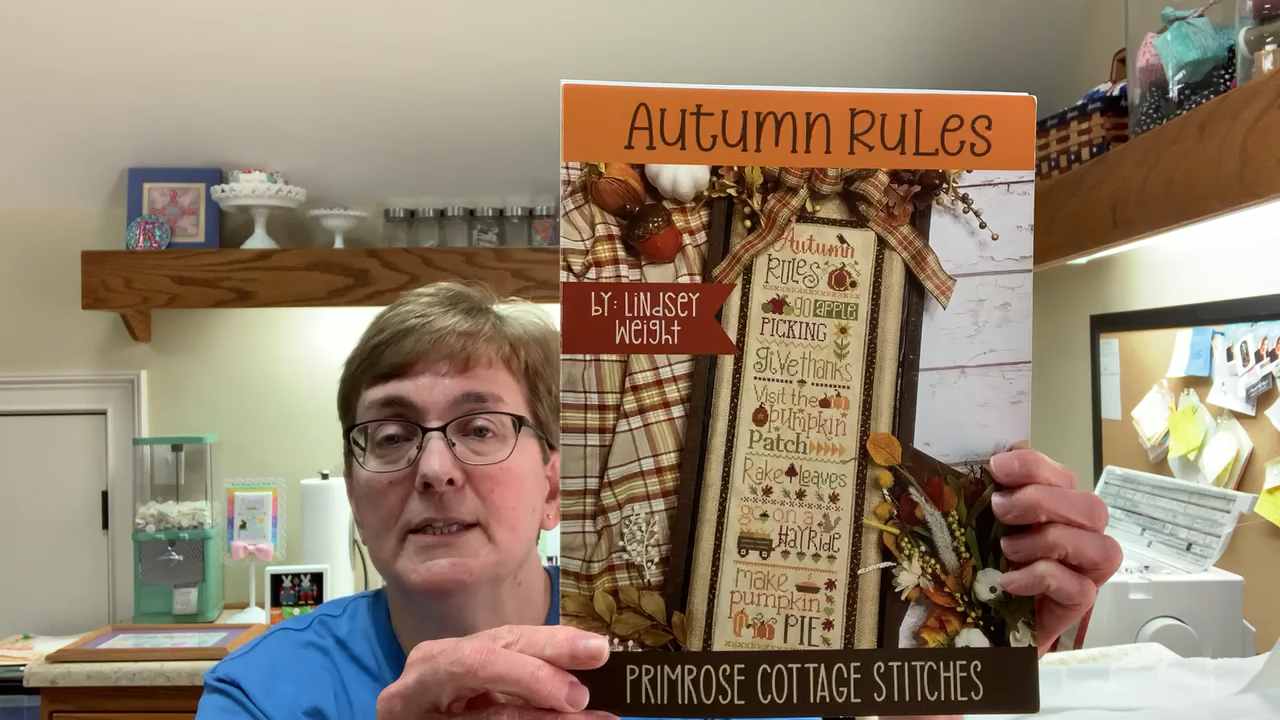 AUTUMN RULES
by: LINDSEY
WEIGHT
Autumn
RULES
go apple
PICKING
give thanks
Visit the
pumpkin
Patch
Rake Leaves
go on a
HAYRIDE
make
pumpkin
PIE
PRIMROSE COTTAGE STITCHES